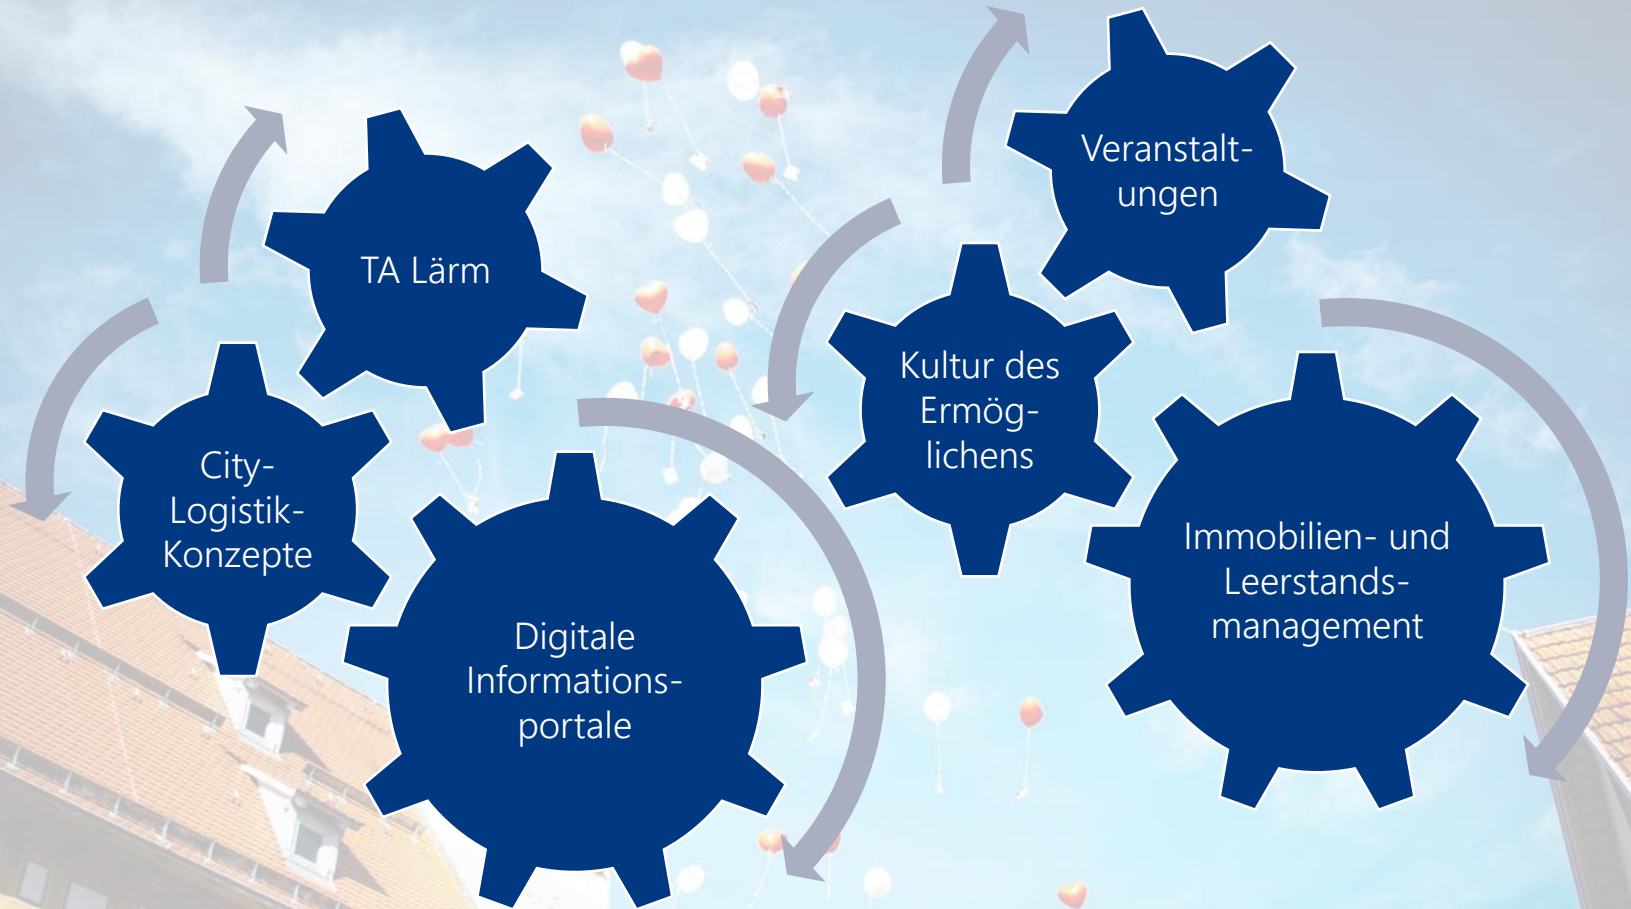 TA Lärm
City-
Logistik-
Konzepte
Digitale
Informations-
portale
Veranstalt-
ungen
Kultur des
Ermög-
lichens
Immobilien- und
Leerstands-
management